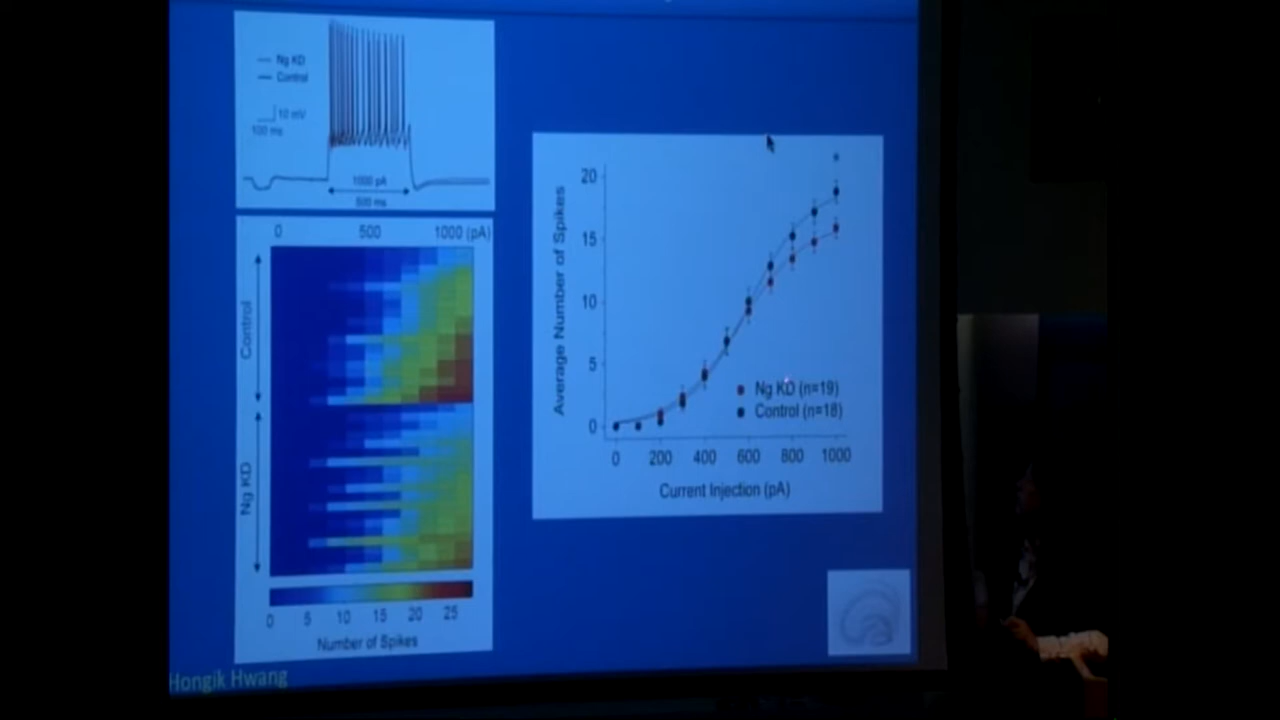 Ng KD
Control
10 mV
100 ms
1000 pA
500 ms
0 500 1000 (pA)
Control
Ng KD
0 5 10 15 20 25
Number of Spikes
Hongik Hwang
Average Number of Spikes
20
15
10
5
0
Ng KD (n=19)
Control (n=18)
0 200 400 600 800 1000
Current Injection (pA)